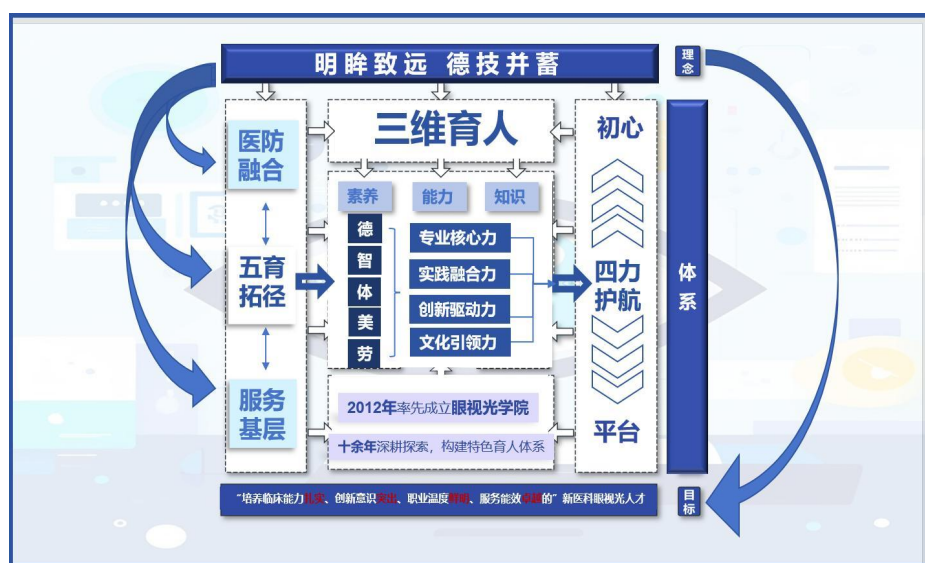 明眸致远 德技并蓄
理念
医防
融合
五育
拓径
服务
基层
三维育人
素养
能力
知识
德
智
体
美
劳
专业核心力
实践融合力
创新驱动力
文化引领力
2012年率先成立眼视光学院
十余年深耕探索，构建特色育人体系
初心
四力
护航
平台
体系
“培养临床能力扎实、创新意识突出、职业温度鲜明、服务能效卓越的”新医科眼视光人才
目标